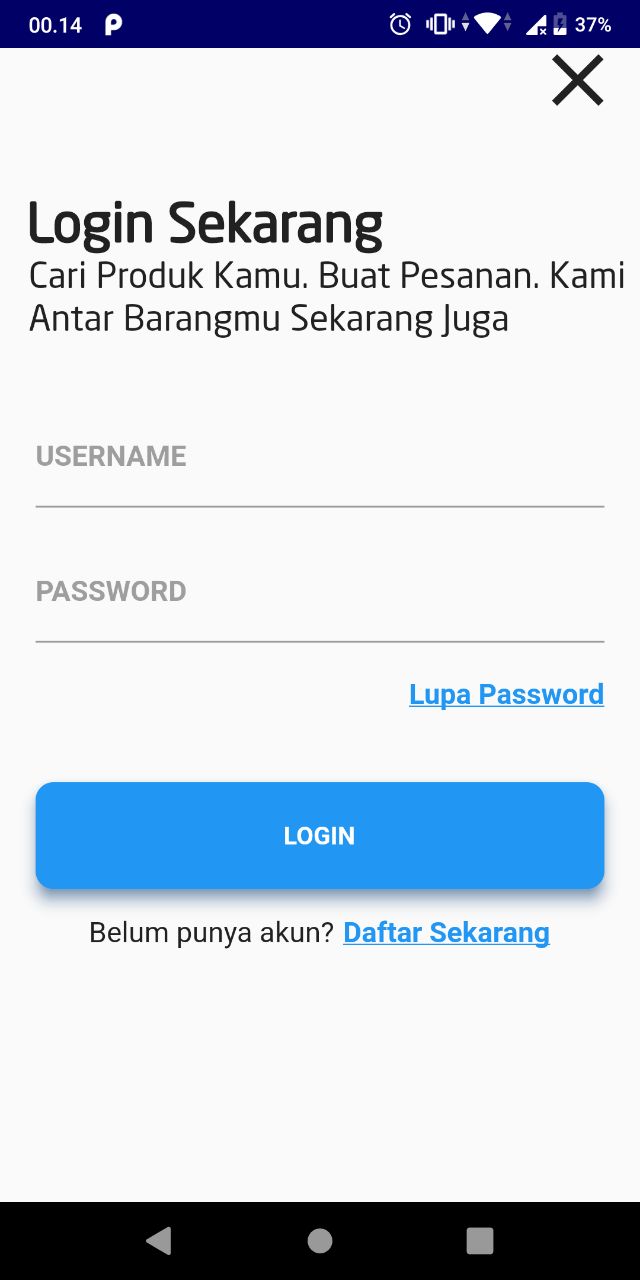 00.14
37%
Login Sekarang
Cari Produk Kamu. Buat Pesanan. Kami
Antar Barangmu Sekarang Juga
USERNAME
PASSWORD
Lupa Password
LOGIN
Belum punya akun? Daftar Sekarang